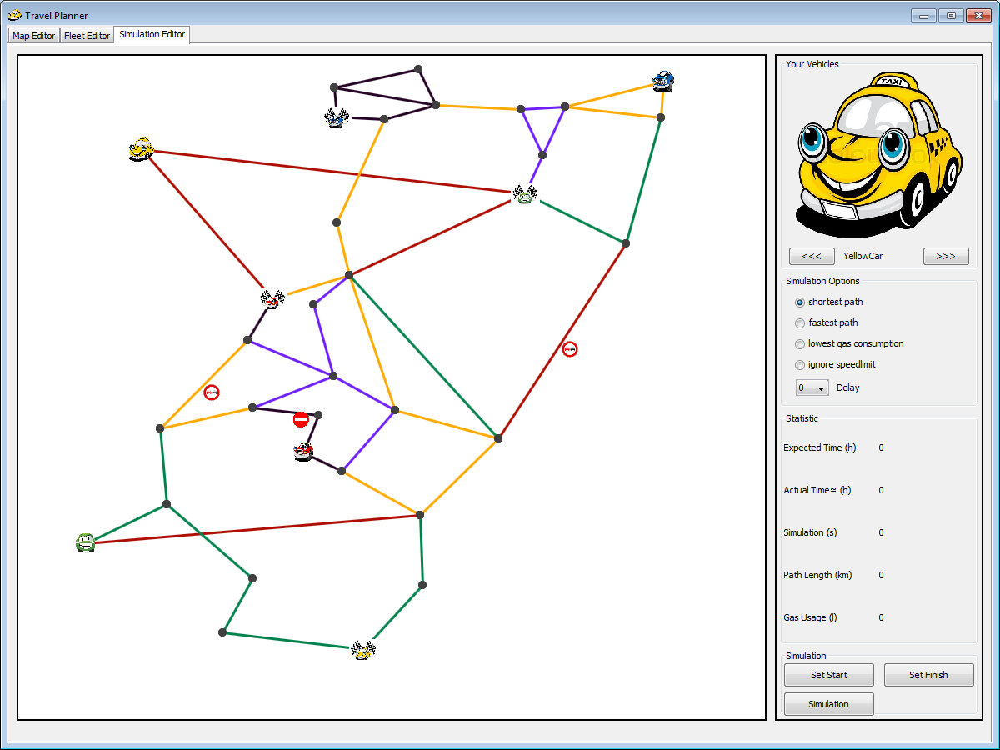 Travel Planner
Map Editor
Fleet Editor
Simulation Editor
Your Vehicles
TAXI
<<<
YellowCar
>>>
Simulation Options
shortest path
fastest path
lowest gas consumption
ignore speedlimit
0
Delay
Statistic
Expected Time (h) 0
Actual Time≅ (h) 0
Simulation (s) 0
Path Length (km) 0
Gas Usage (l) 0
Simulation
Set Start
Set Finish
Simulation